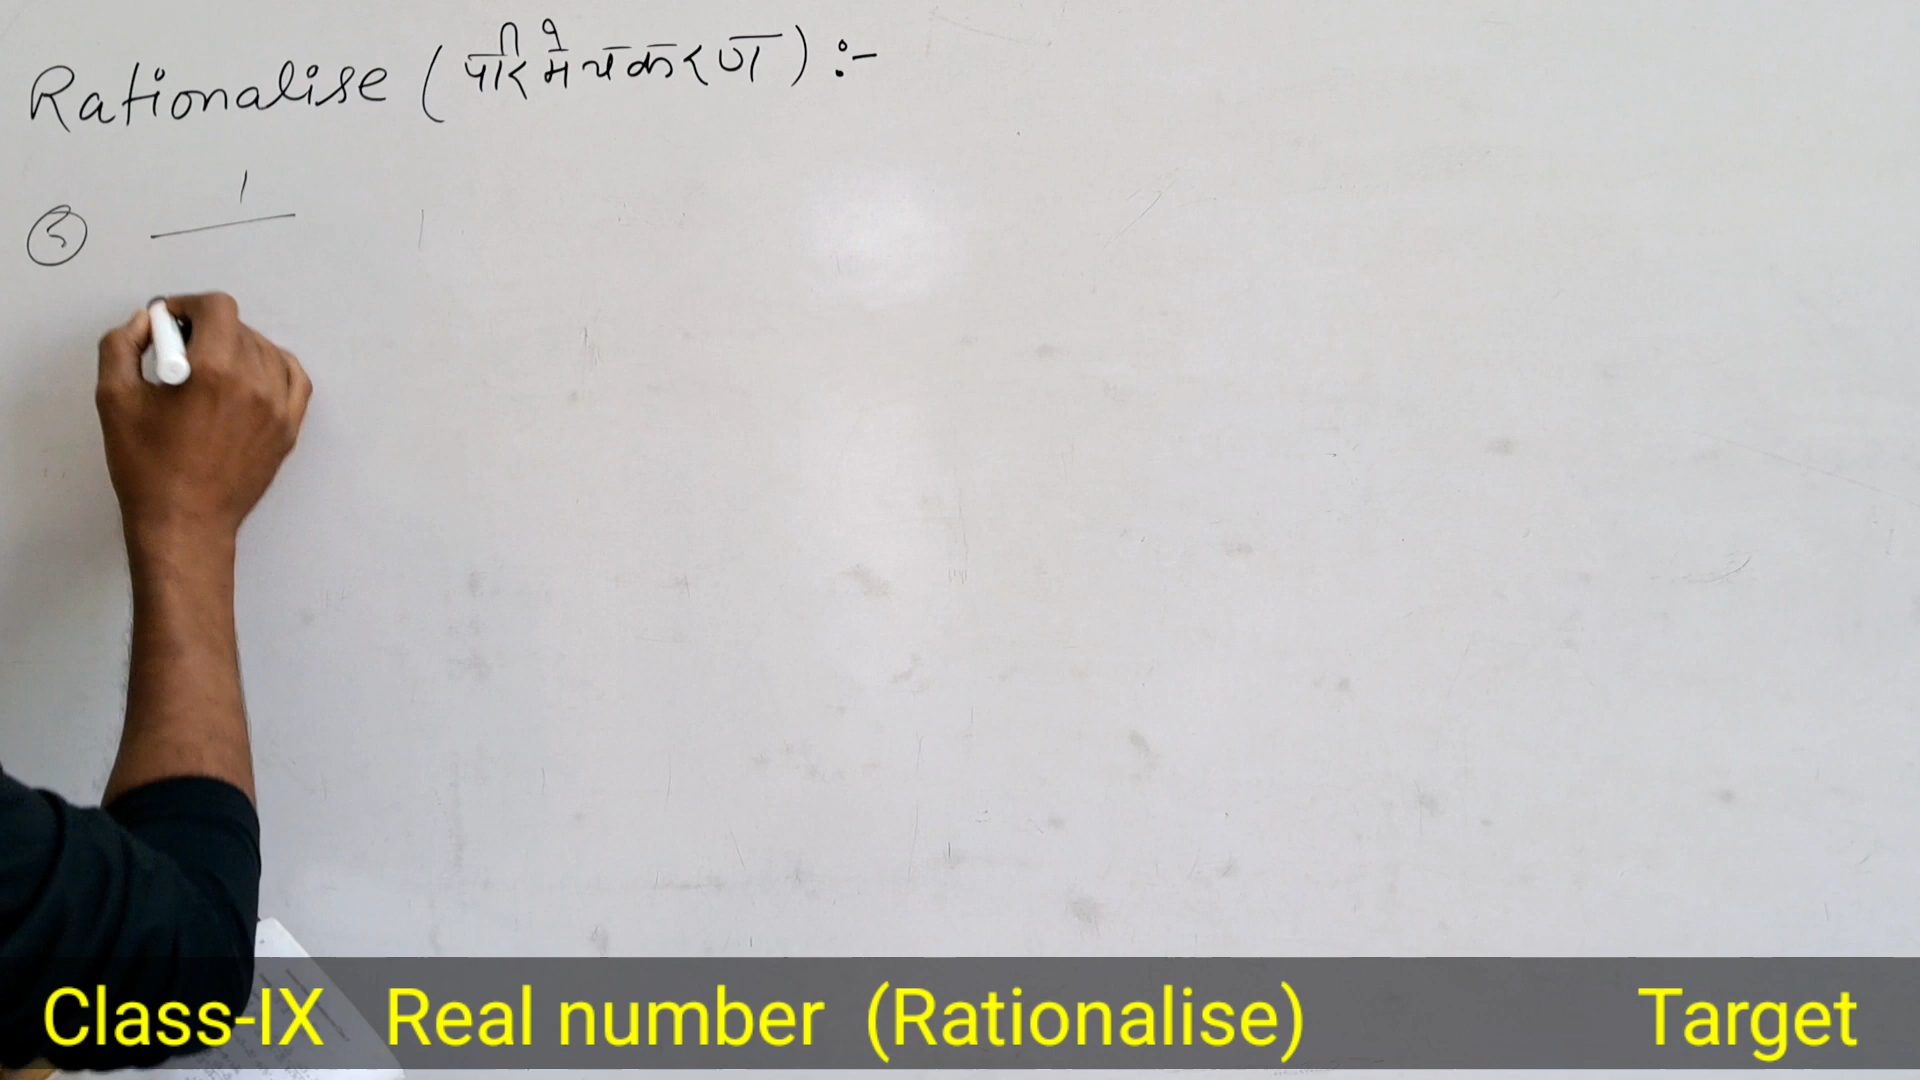 Rationalise (परिमेयकरण) :-
③ 1
Class-IX Real number (Rationalise) Target